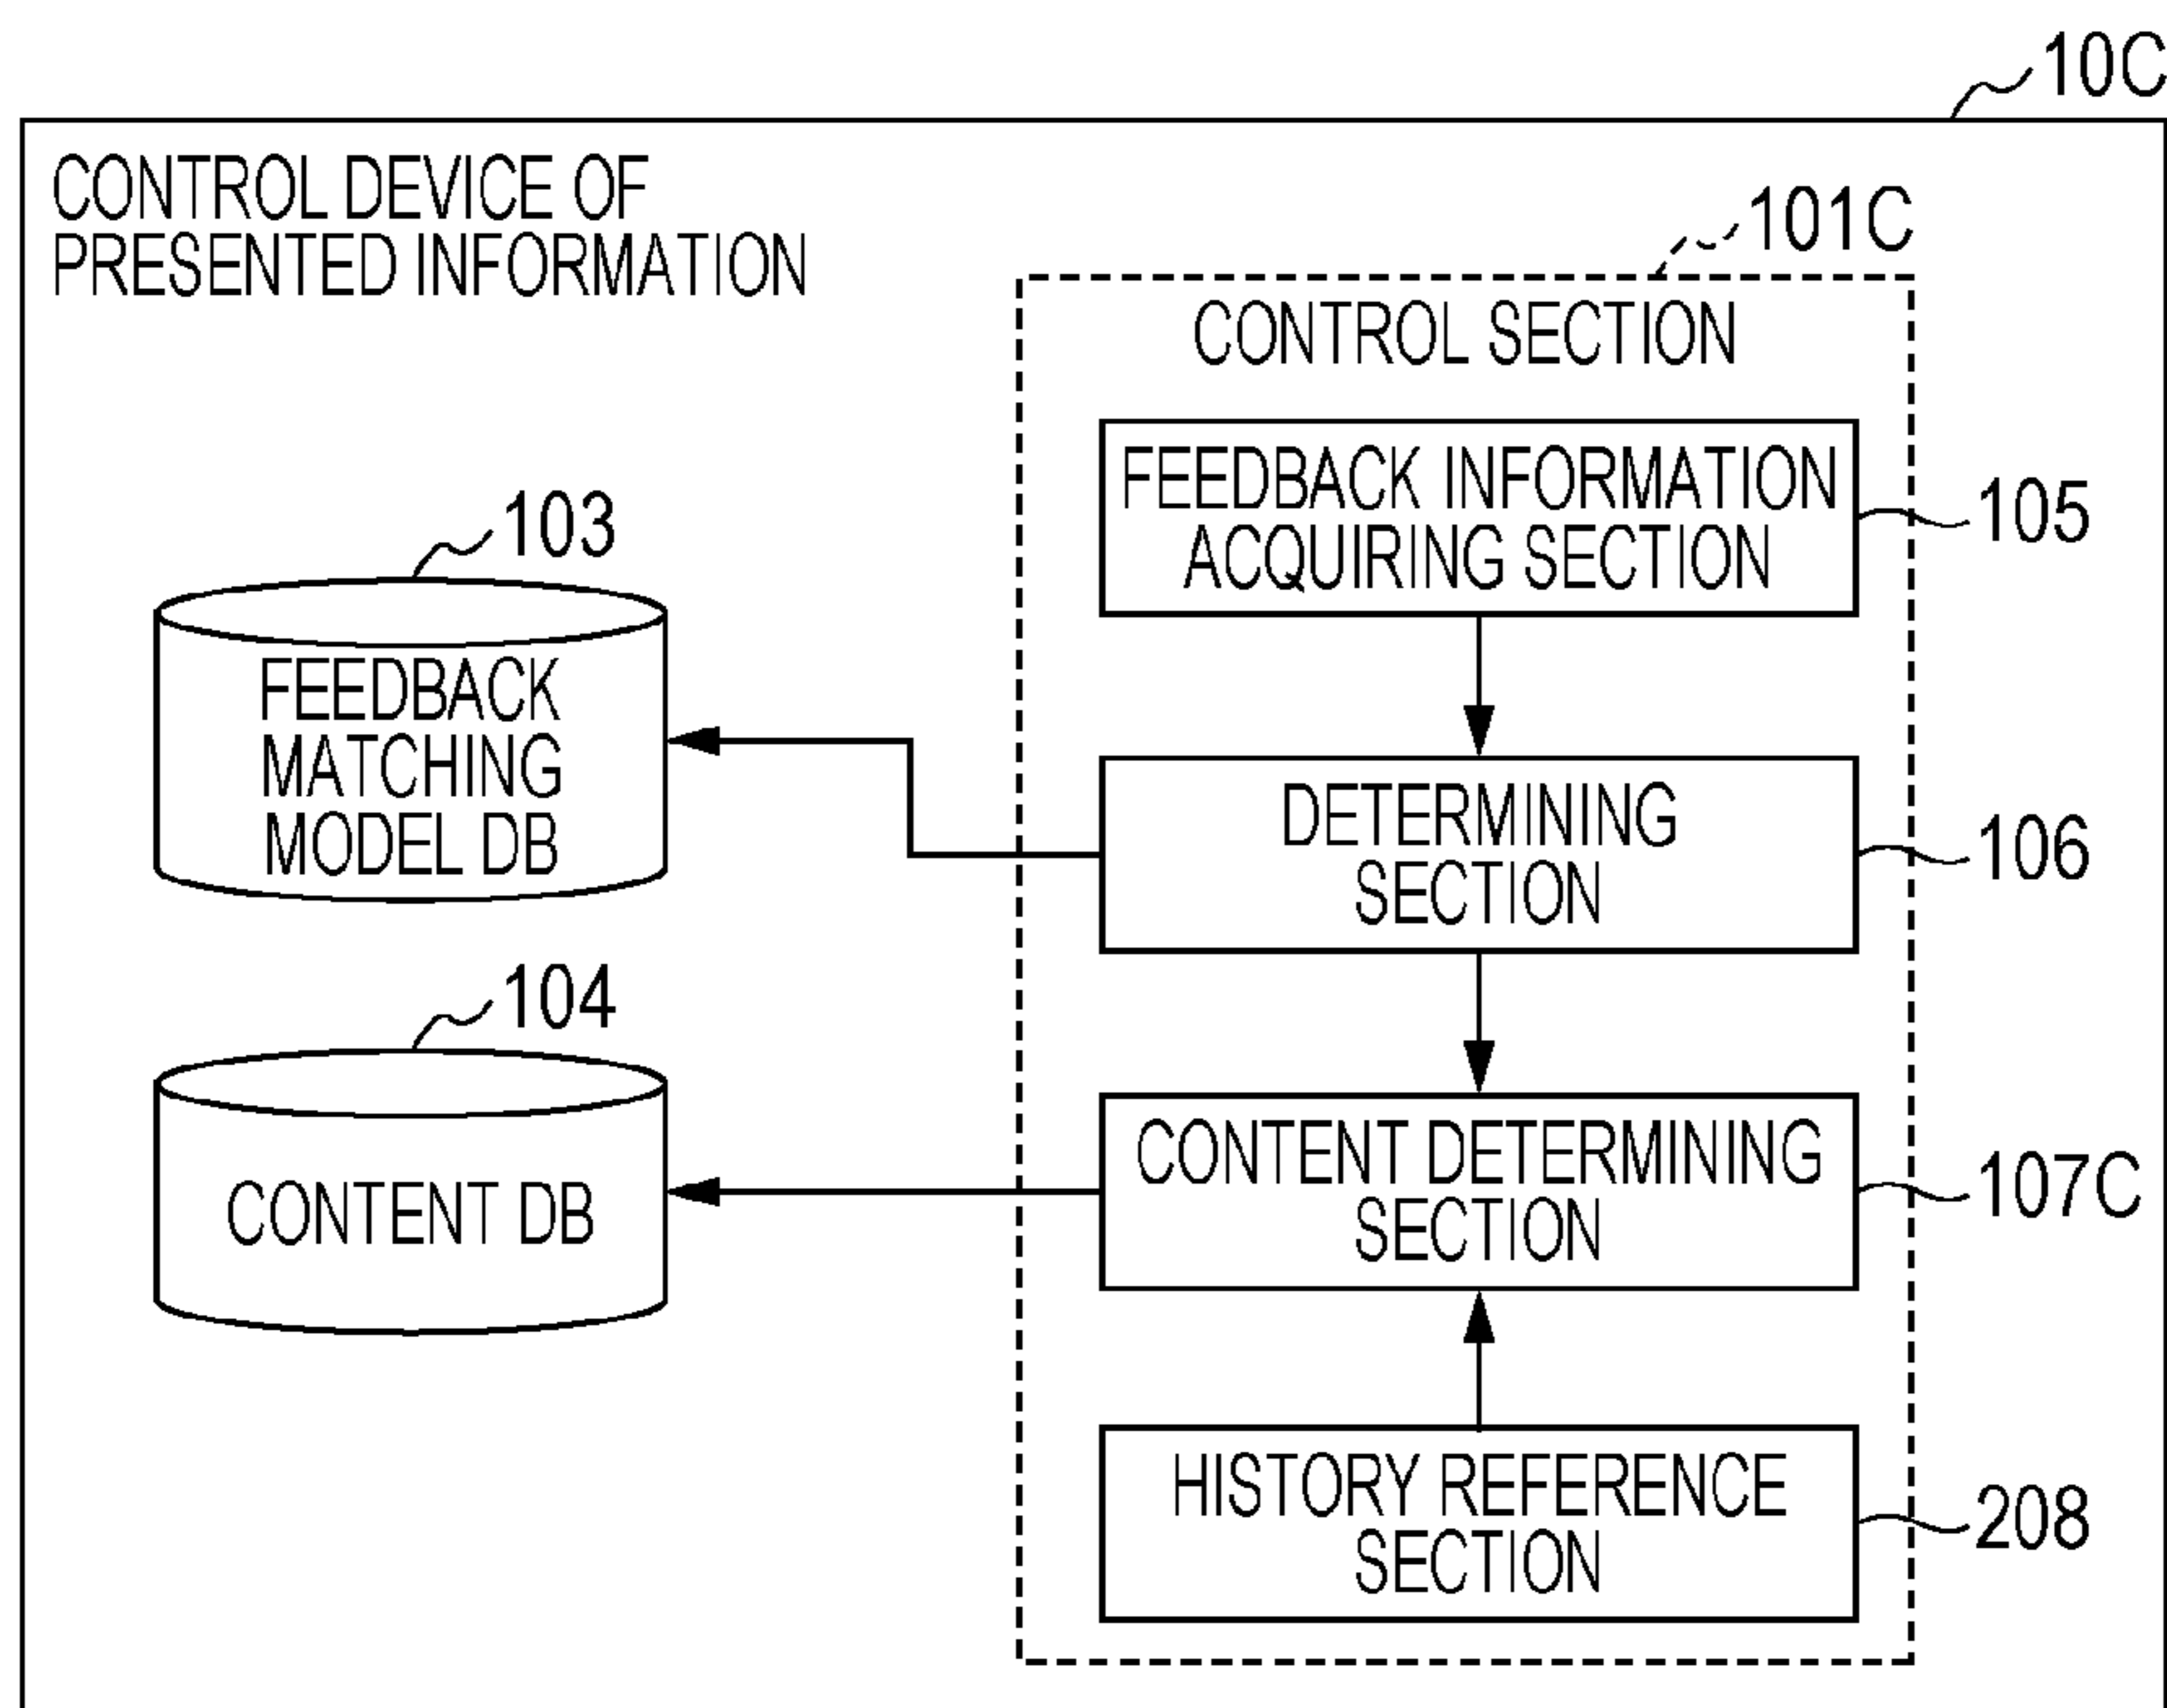 10C
CONTROL DEVICE OF
PRESENTED INFORMATION
101C
CONTROL SECTION
FEEDBACK INFORMATION
ACQUIRING SECTION
105
103
FEEDBACK
MATCHING
MODEL DB
DETERMINING
SECTION
106
104
CONTENT DB
CONTENT DETERMINING
SECTION
107C
HISTORY REFERENCE
SECTION
208